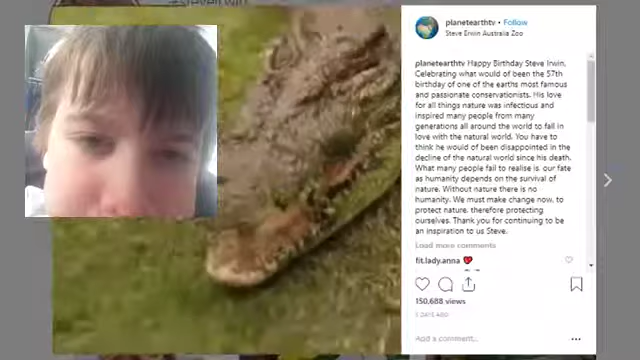 #steveirwin
planetearthtv • Follow
Steve Erwin Australia Zoo
planetearthtv Happy Birthday Steve Irwin,
Celebrating what would of been the 57th
birthday of one of the earths most famous
and passionate conservationists. His love
for all things nature was infectious and
inspired many people from many
generations all around the world to fall in
love with the natural world. You have to
think he would of been disappointed in the
decline of the natural world since his death.
What many people fail to realise is, our fate
as humanity depends on the survival of
nature. Without nature there is no
humanity. We must make change now, to
protect nature, therefore protecting
ourselves. Thank you for continuing to be
an inspiration to us Steve.
Load more comments
fit.lady.anna
150,688 views
5 DAYS AGO
Add a comment...